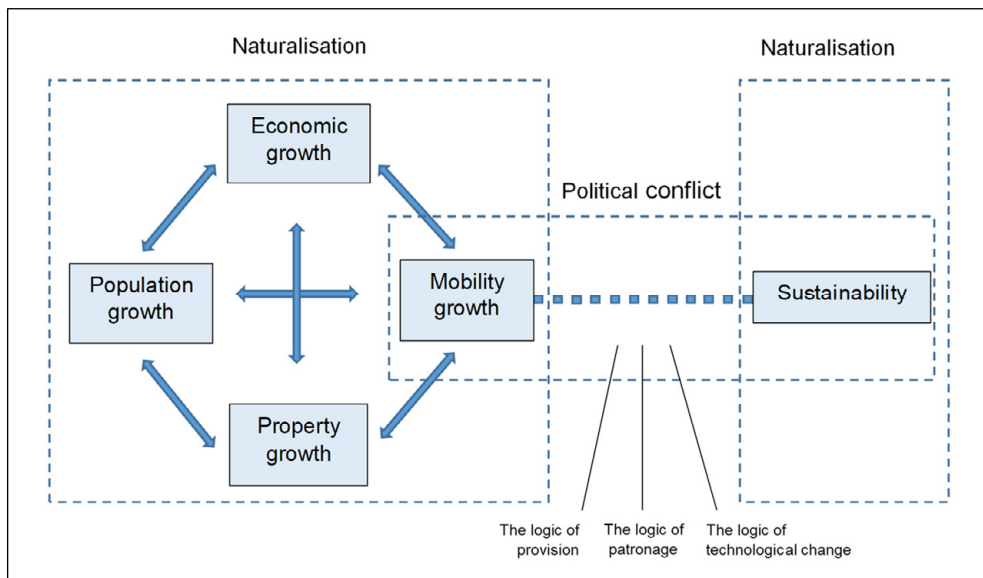 Naturalisation
Naturalisation
Economic
growth
Political conflict
Population
growth
Mobility
growth
Sustainability
Property
growth
The logic of
provision
The logic of
patronage
The logic of
technological change